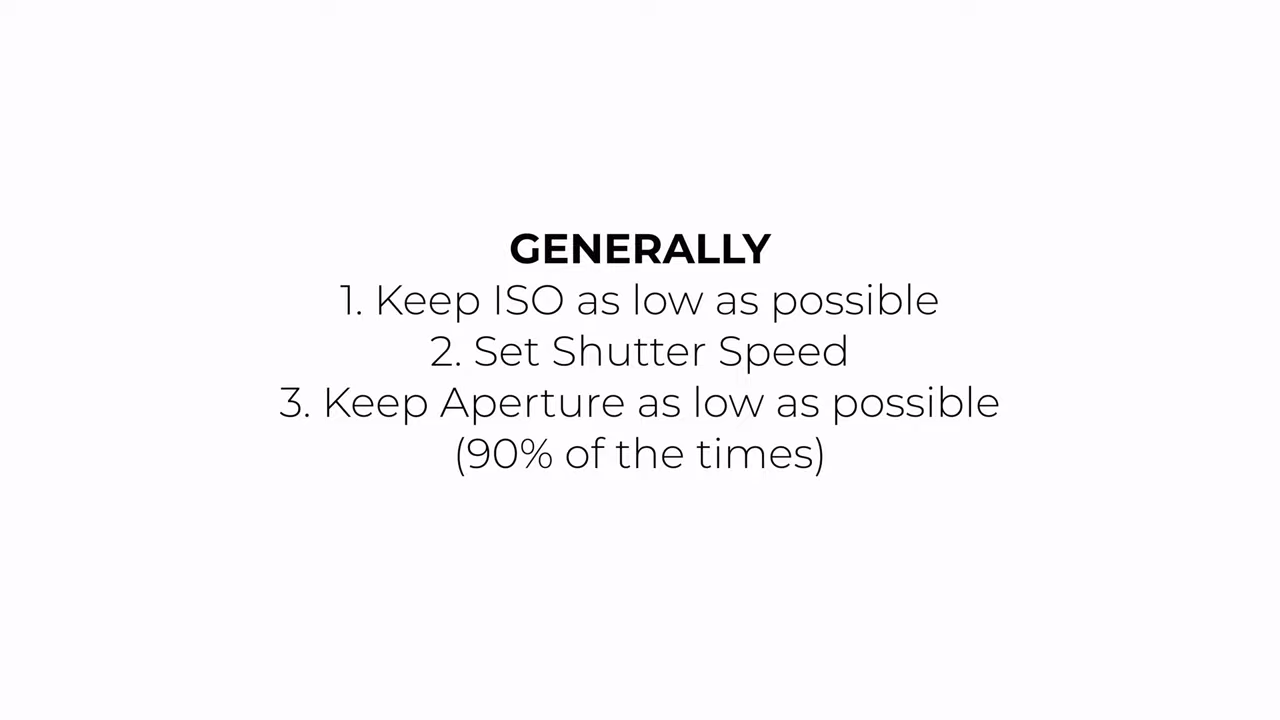 GENERALLY
1. Keep ISO as low as possible
2. Set Shutter Speed
3. Keep Aperture as low as possible
(90% of the times)